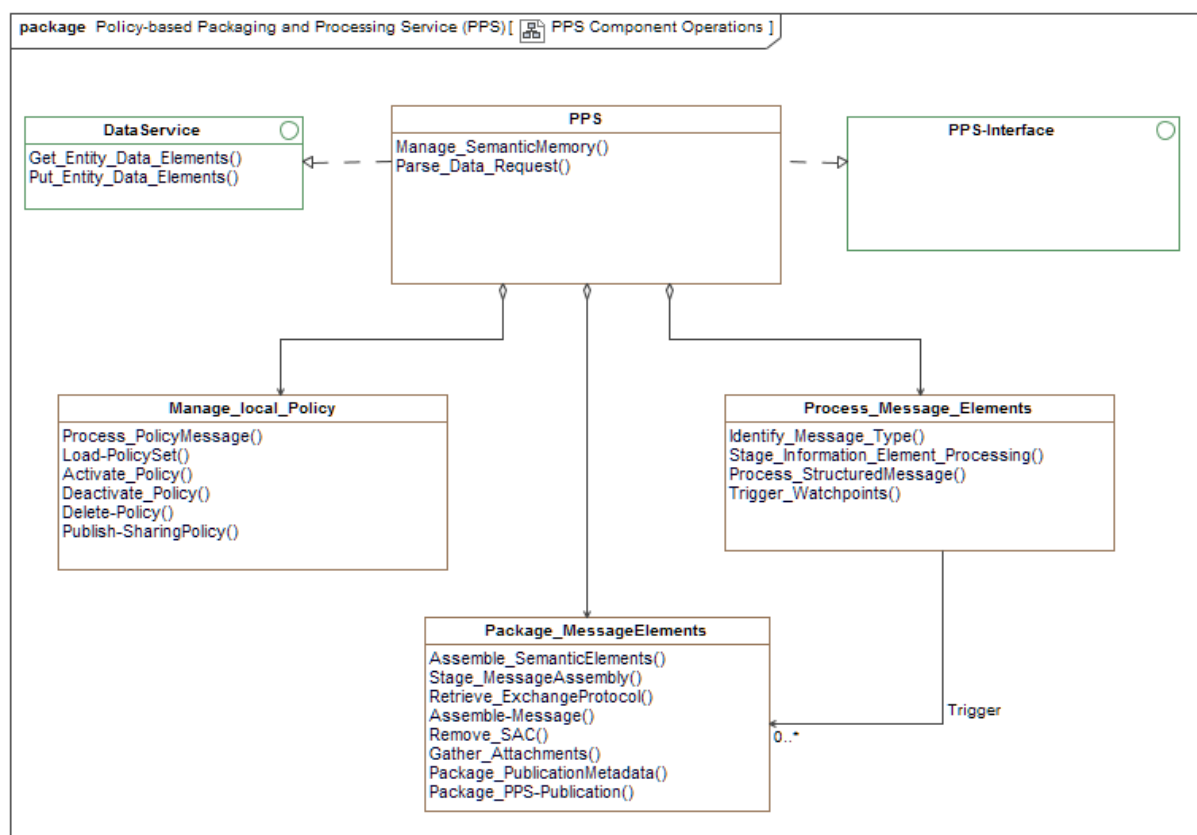 package Policy-based Packaging and Processing Service (PPS)[ PPS Component Operations ]
DataService
Get_Entity_Data_Elements()
Put_Entity_Data_Elements()
PPS
Manage_SemanticMemory()
Parse_Data_Request()
PPS-Interface
Manage_local_Policy
Process_PolicyMessage()
Load-PolicySet()
Activate_Policy()
Deactivate_Policy()
Delete-Policy()
Publish-SharingPolicy()
Process_Message_Elements
Identify_Message_Type()
Stage_Information_Element_Processing()
Process_StructuredMessage()
Trigger_Watchpoints()
Package_MessageElements
Assemble_SemanticElements()
Stage_MessageAssembly()
Retrieve_ExchangeProtocol()
Assemble-Message()
Remove_SAC()
Gather_Attachments()
Package_PublicationMetadata()
Package_PPS-Publication()
Trigger
0..*